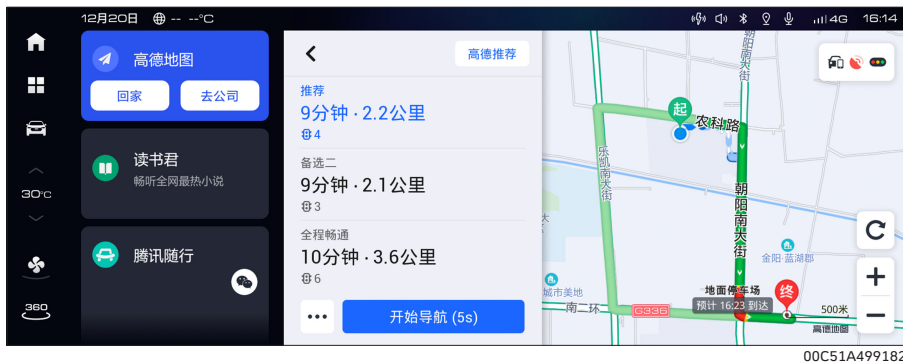 12月20日 -- --°C
4G 16:14
高德地图
回家 去公司
读书君
畅听全网最热小说
30°C
腾讯随行
360
高德推荐
推荐
9分钟 · 2.2公里
4
备选二
9分钟 · 2.1公里
3
全程畅通
10分钟 · 3.6公里
6
开始导航 (5s)
朝阳南大街
起
农科路
乐凯南大街
朝阳南大街
金阳·蓝湖郡
城市美地
地面停车场
终
预计 16:23 到达
南二环
G336
500米
高德地图
00C51A499182